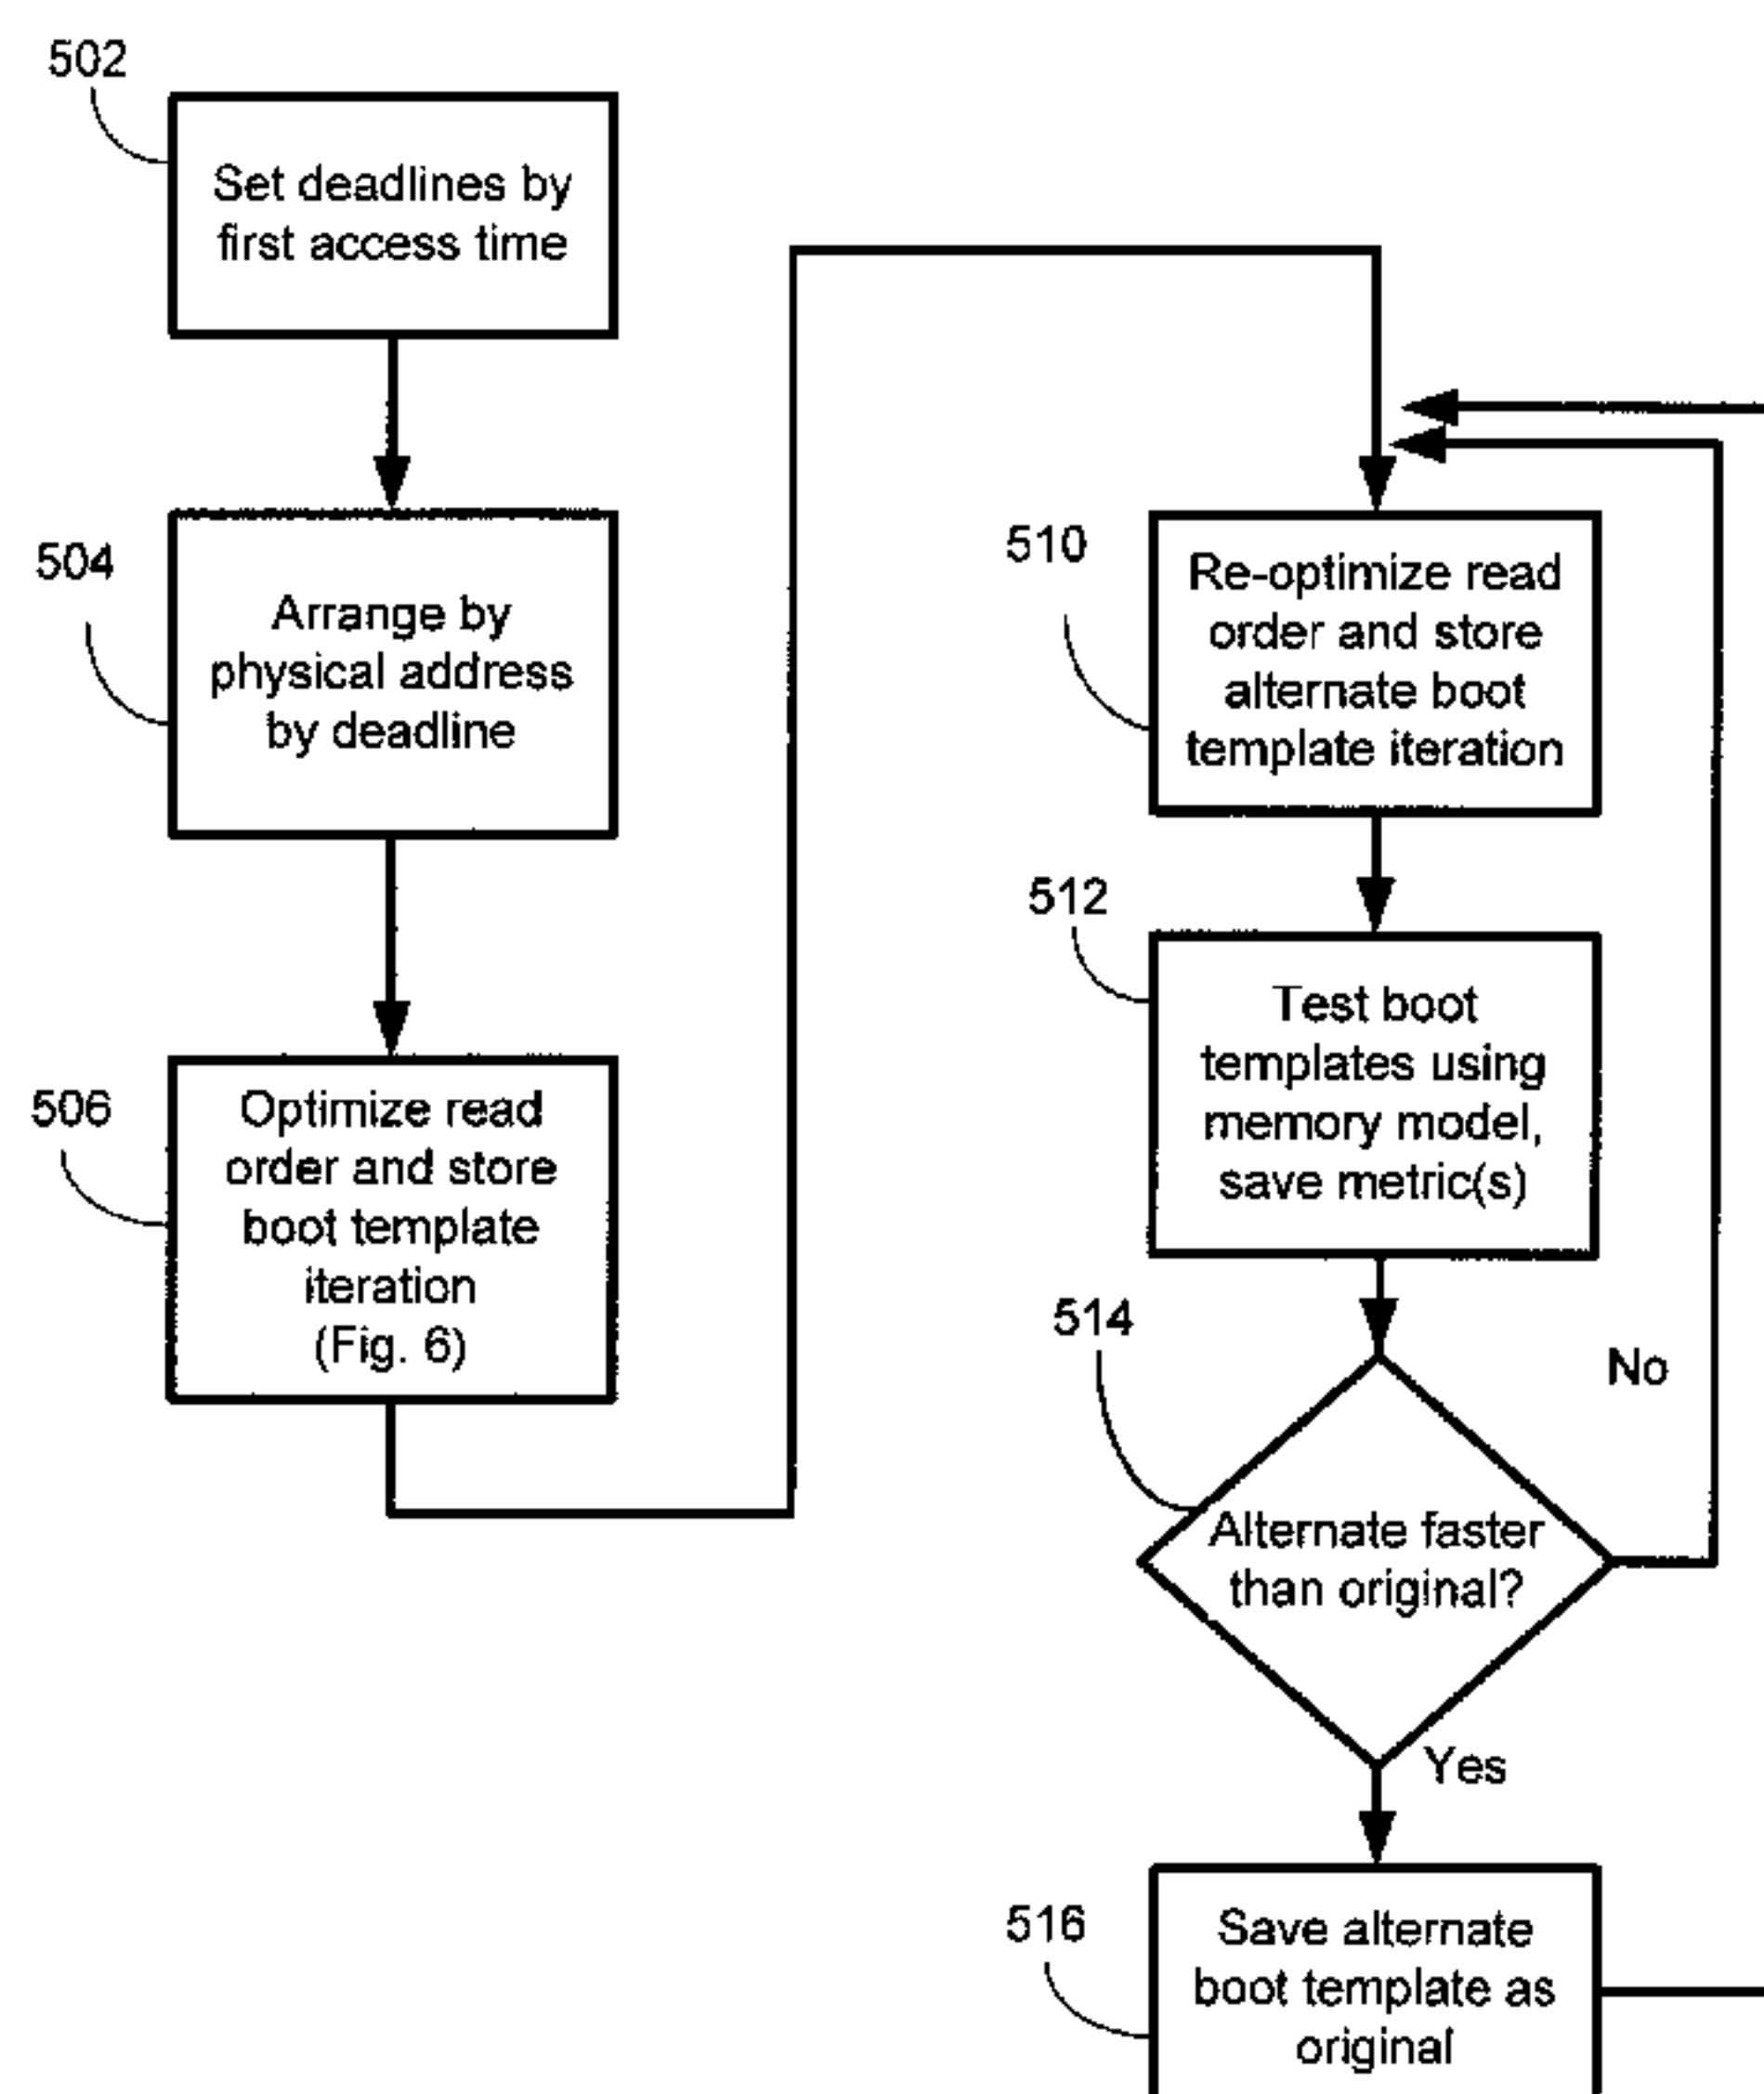 502
Set deadlines by
first access time
504
Arrange by
physical address
by deadline
506
Optimize read
order and store
boot template
iteration
(Fig. 6)
510
Re-optimize read
order and store
alternate boot
template iteration
512
Test boot
templates using
memory model,
save metric(s)
514
Alternate faster
than original?
No
Yes
516
Save alternate
boot template as
original